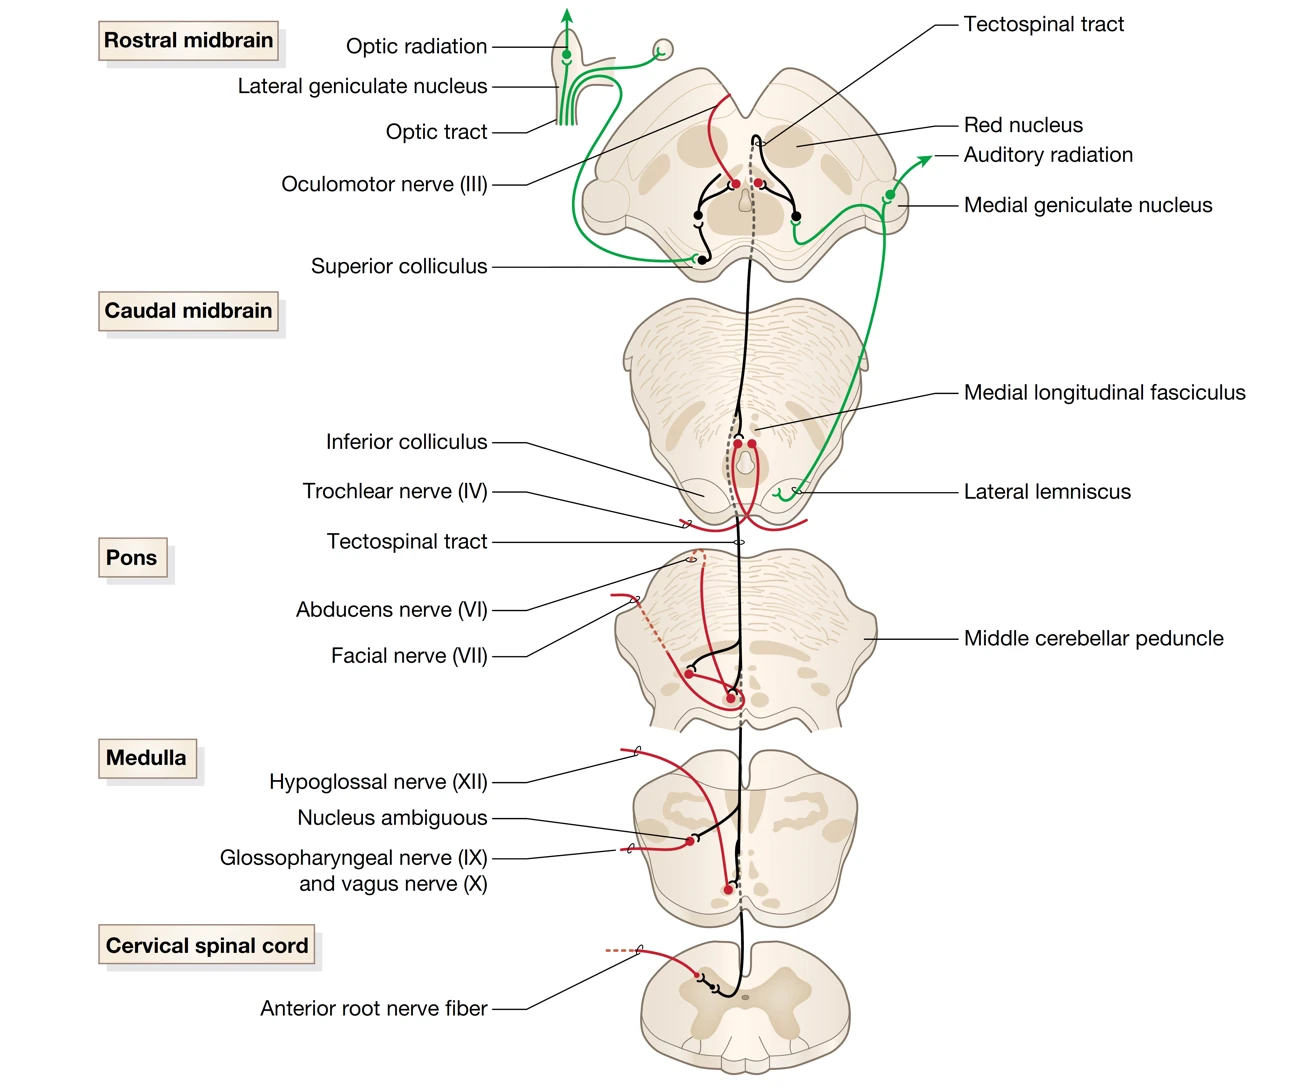 Rostral midbrain
Optic radiation
Lateral geniculate nucleus
Optic tract
Oculomotor nerve (III)
Superior colliculus
Tectospinal tract
Red nucleus
Auditory radiation
Medial geniculate nucleus
Caudal midbrain
Inferior colliculus
Trochlear nerve (IV)
Tectospinal tract
Medial longitudinal fasciculus
Lateral lemniscus
Pons
Abducens nerve (VI)
Facial nerve (VII)
Middle cerebellar peduncle
Medulla
Hypoglossal nerve (XII)
Nucleus ambiguous
Glossopharyngeal nerve (IX)
and vagus nerve (X)
Cervical spinal cord
Anterior root nerve fiber